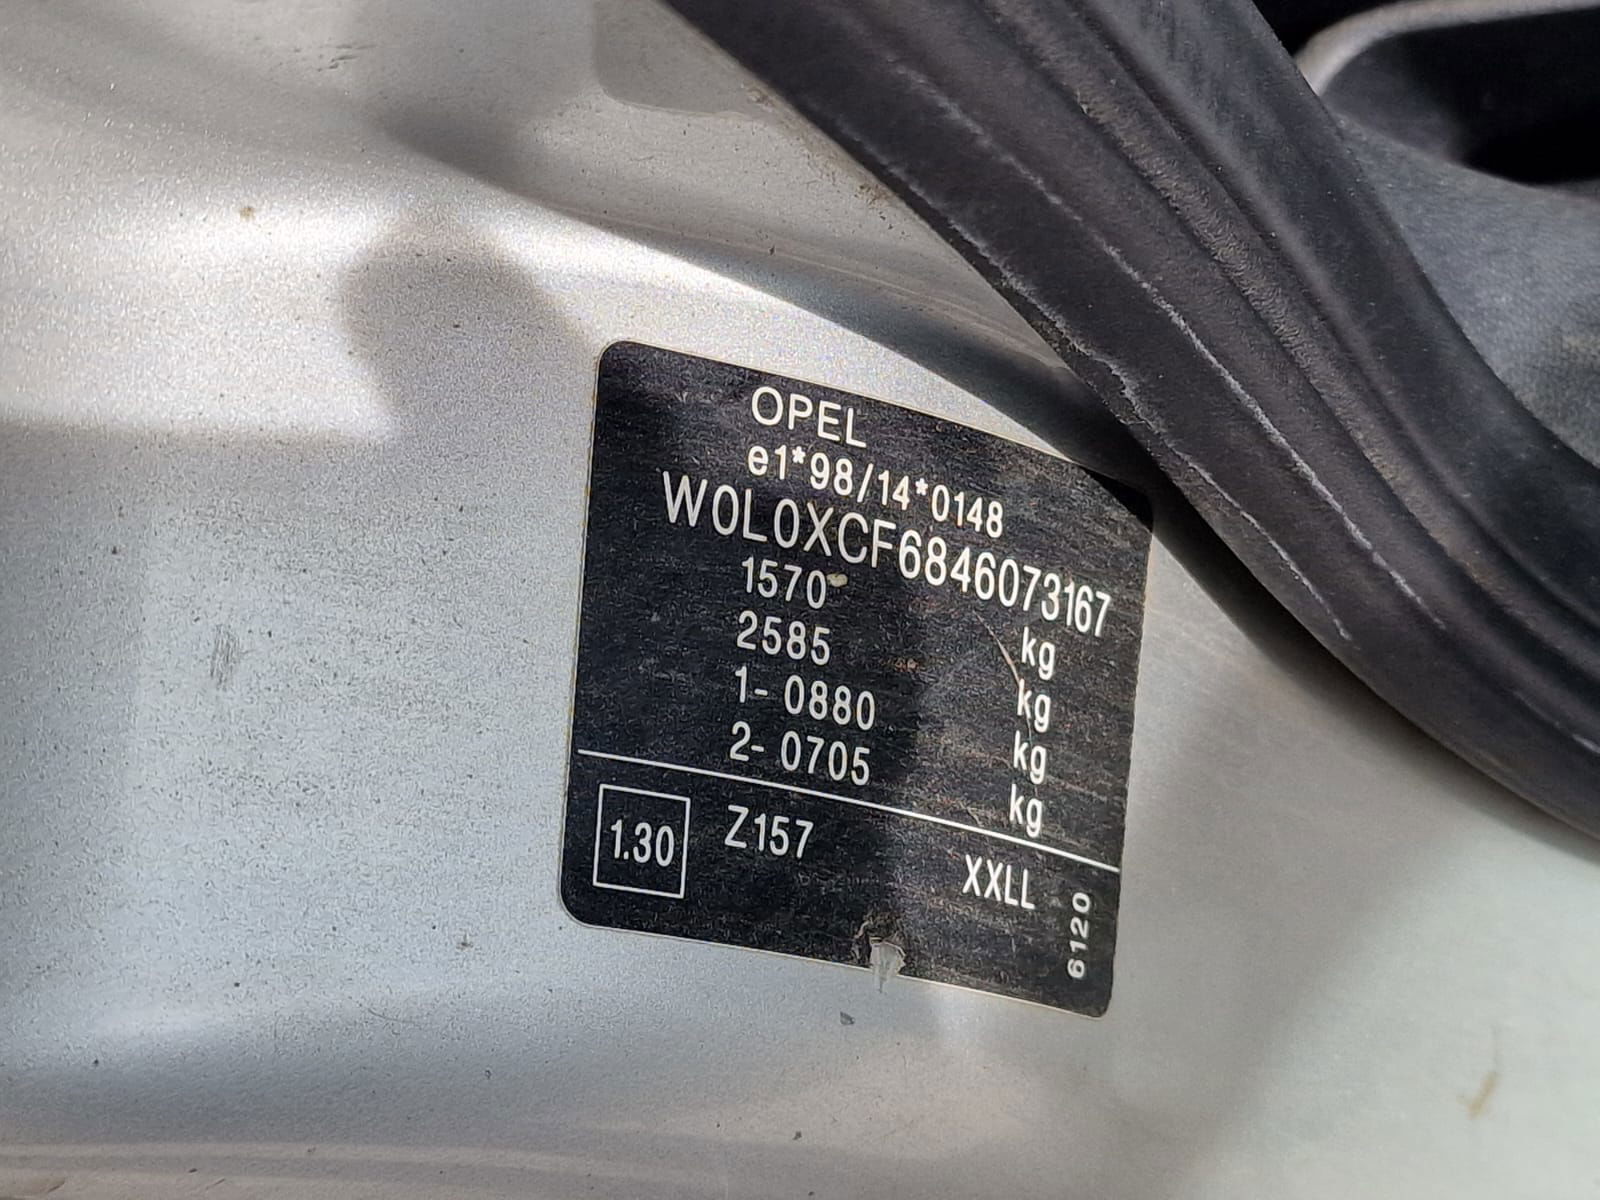 OPEL
e1*98/14*0148
W0L0XCF6846073167
1570 kg
2585 kg
1- 0880 kg
2- 0705 kg
1.30 Z157 XXLL
6120